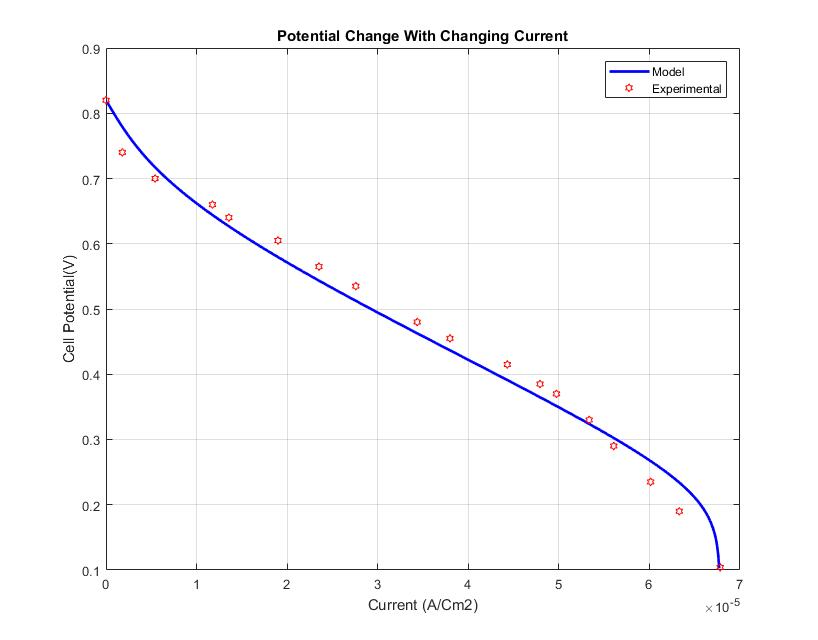 Potential Change With Changing Current
0.9
0.8
0.7
0.6
0.5
0.4
0.3
0.2
0.1
Cell Potential(V)
Model
Experimental
0 1 2 3 4 5 6 7
×10-5
Current (A/Cm2)